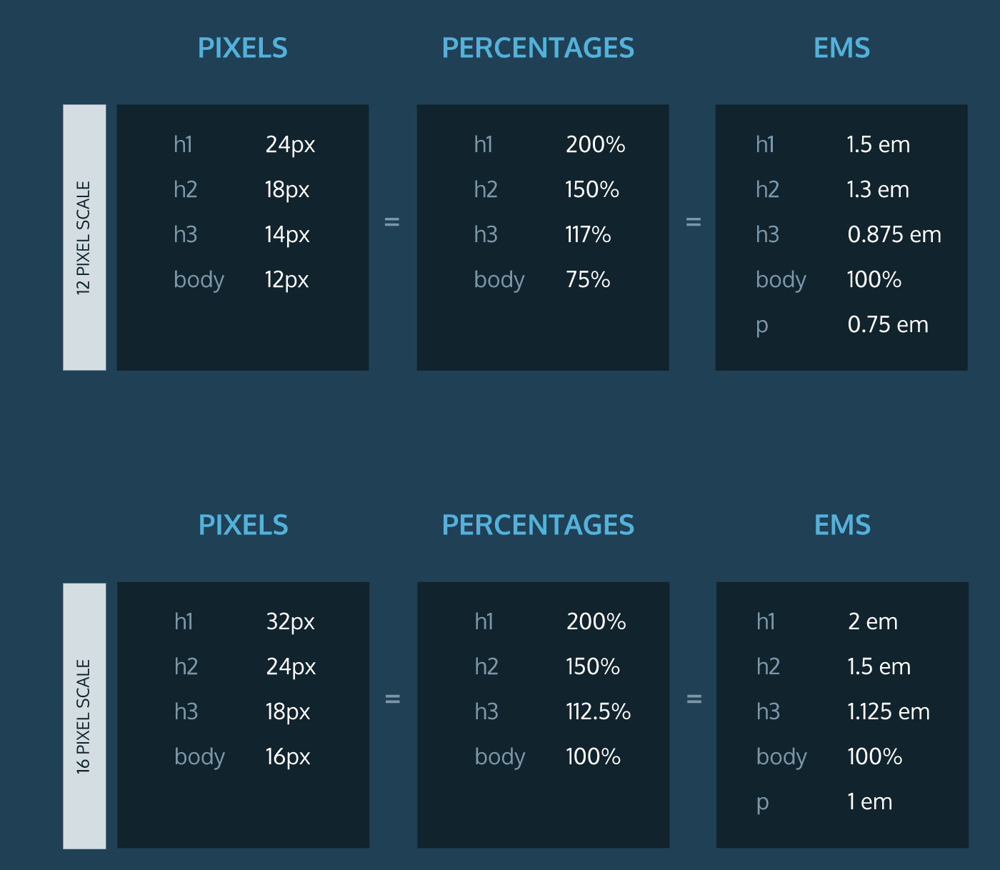 PIXELS PERCENTAGES EMS
12 PIXEL SCALE
h1 24px
h2 18px
h3 14px
body 12px
=
h1 200%
h2 150%
h3 117%
body 75%
=
h1 1.5 em
h2 1.3 em
h3 0.875 em
body 100%
p 0.75 em
PIXELS PERCENTAGES EMS
16 PIXEL SCALE
h1 32px
h2 24px
h3 18px
body 16px
=
h1 200%
h2 150%
h3 112.5%
body 100%
=
h1 2 em
h2 1.5 em
h3 1.125 em
body 100%
p 1 em